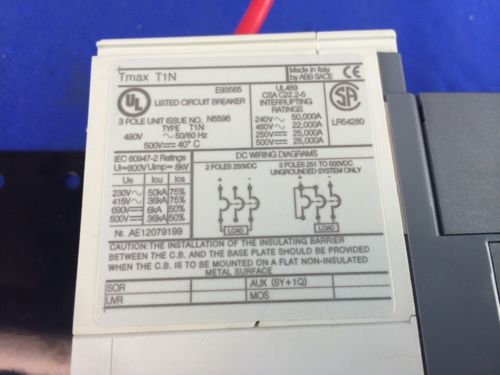 Tmax T1N
Made in Italy
by ABB SACE
CE
UL
E93565
LISTED CIRCUIT BREAKER
3 POLE UNIT ISSUE No. N5596
TYPE T1N
480V ~ 50/60 Hz
500V⎓ 40° C
UL489
CSA C22.2-5
INTERRUPTING
RATINGS
240V ~ 50,000A
480V ~ 22,000A
250V⎓ 25,000A
500V⎓ 25,000A
SA
LR54280
IEC 60947-2 Ratings
Ui=800V Uimp=8kV
Ue Icu Ics
230V~ 50kA 75%
415V~ 36kA 75%
690V~ 6kA 50%
500V⎓ 36kA 50%
Nr. AE12079199
DC WIRING DIAGRAMS
2 POLES 250VDC
3 POLES 251 TO 500VDC
UNGROUNDED SYSTEM ONLY
LOAD
LOAD
CAUTION: THE INSTALLATION OF THE INSULATING BARRIER
BETWEEN THE C.B. AND THE BASE PLATE SHOULD BE PROVIDED
WHEN THE C.B. IS TO BE MOUNTED ON A FLAT NON-INSULATED
METAL SURFACE
SOR
AUX (SY+1Q)
UVR
MOS